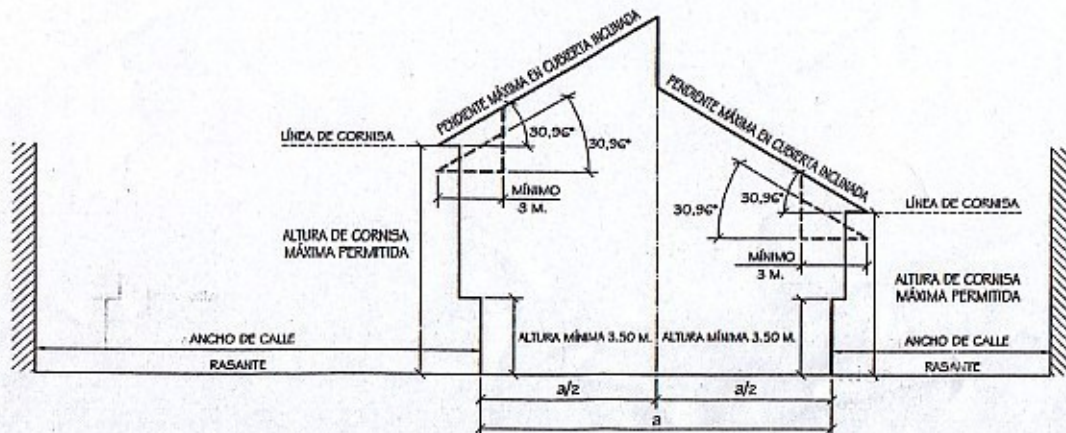 PENDIENTE MÁXIMA EN CUBIERTA INCLINADA
PENDIENTE MÁXIMA EN CUBIERTA INCLINADA
LÍNEA DE CORNISA
30,96°
30,96°
MÍNIMO
3 M.
ALTURA DE CORNISA
MÁXIMA PERMITIDA
30,96°
30,96°
MÍNIMO
3 M.
LÍNEA DE CORNISA
ALTURA DE CORNISA
MÁXIMA PERMITIDA
ALTURA MÍNIMA 3.50 M.
ALTURA MÍNIMA 3.50 M.
ANCHO DE CALLE
RASANTE
ANCHO DE CALLE
RASANTE
a/2
a/2
a